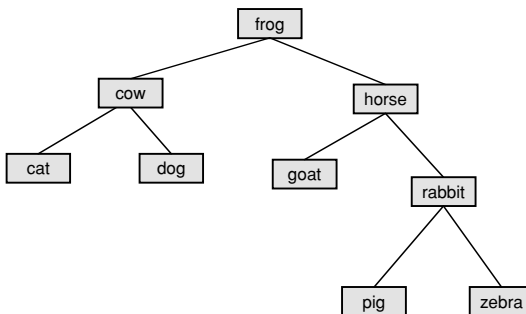 frog
cow
horse
cat
dog
goat
rabbit
pig
zebra